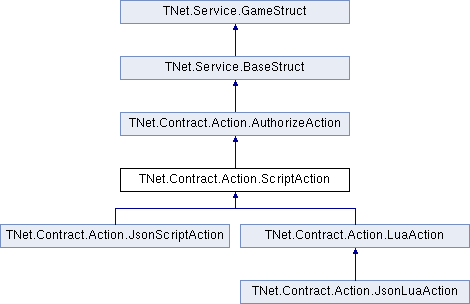 TNet.Service.GameStruct
TNet.Service.BaseStruct
TNet.Contract.Action.AuthorizeAction
TNet.Contract.Action.ScriptAction
TNet.Contract.Action.JsonScriptAction
TNet.Contract.Action.LuaAction
TNet.Contract.Action.JsonLuaAction